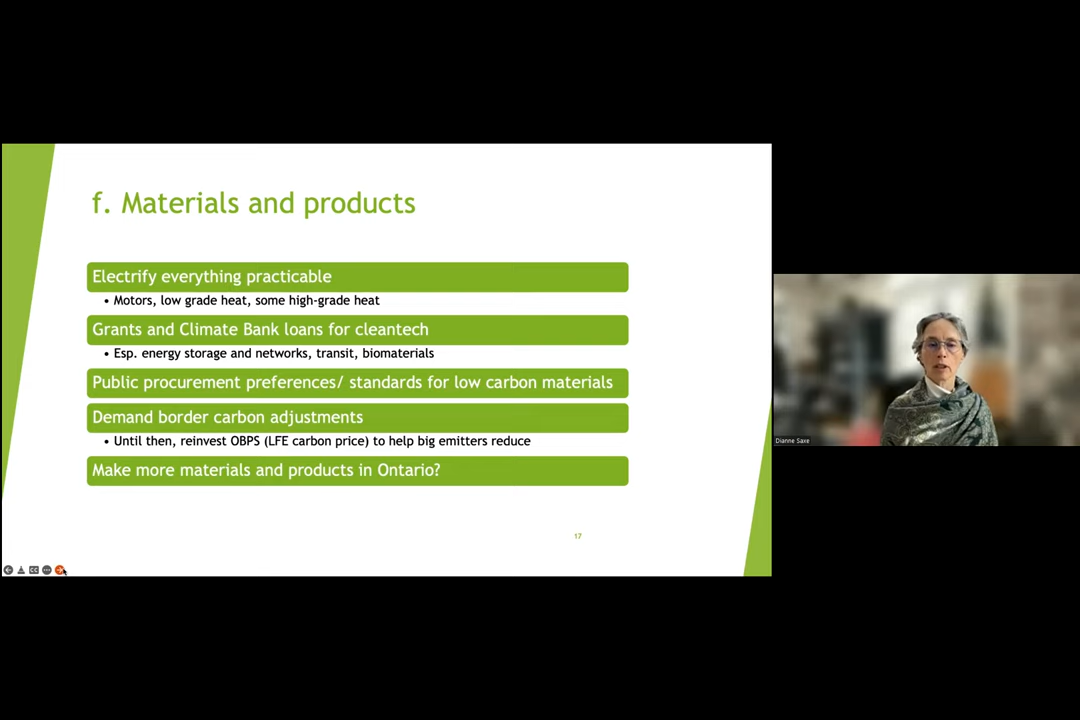 f. Materials and products
Electrify everything practicable
• Motors, low grade heat, some high-grade heat
Grants and Climate Bank loans for cleantech
• Esp. energy storage and networks, transit, biomaterials
Public procurement preferences/ standards for low carbon materials
Demand border carbon adjustments
• Until then, reinvest OBPS (LFE carbon price) to help big emitters reduce
Make more materials and products in Ontario?
17
CC
Dianne Saxe